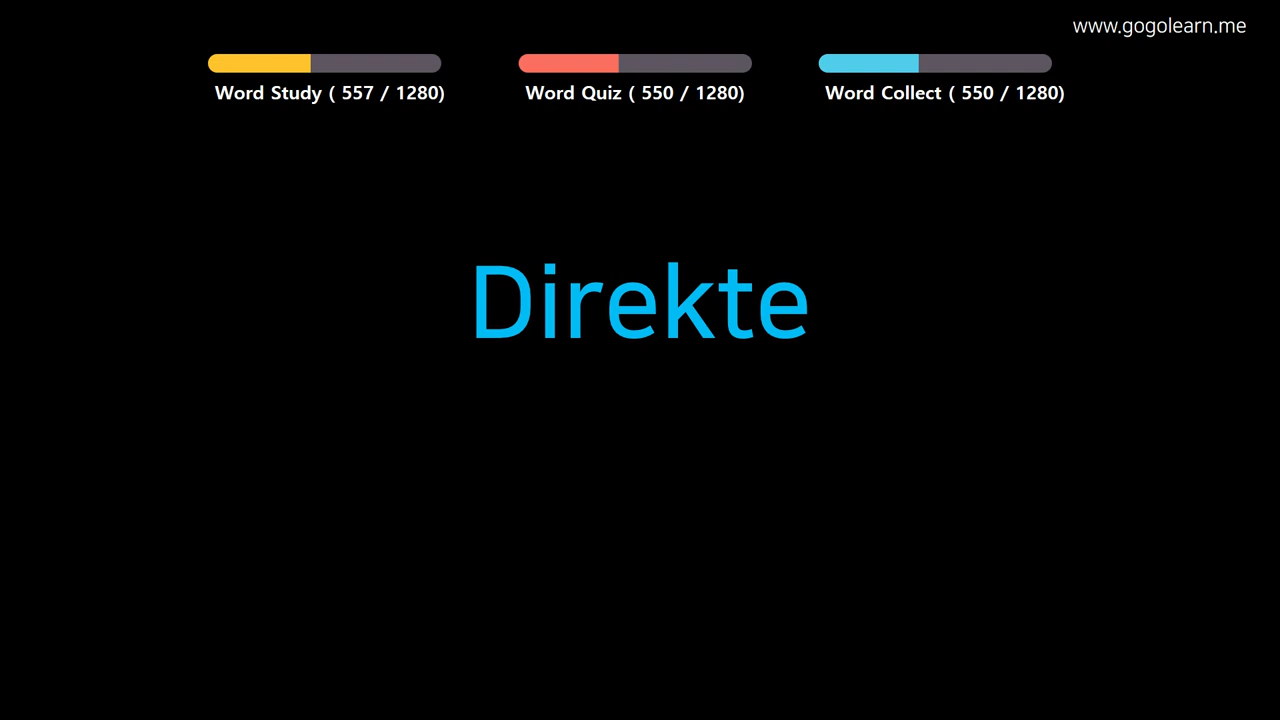 www.gogolearn.me
Word Study ( 557 / 1280)
Word Quiz ( 550 / 1280)
Word Collect ( 550 / 1280)
Direkte